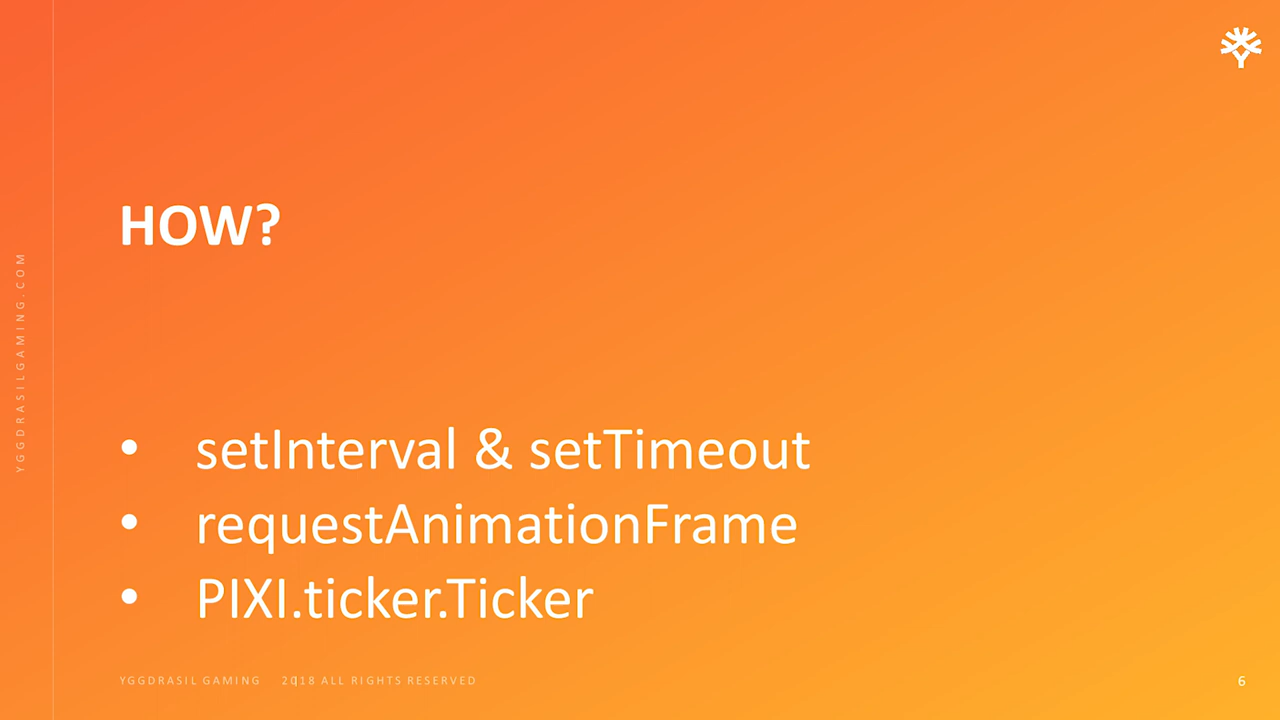 HOW?
• setInterval & setTimeout
• requestAnimationFrame
• PIXI.ticker.Ticker
YGGDRASILGAMING.COM
YGGDRASIL GAMING 2018 ALL RIGHTS RESERVED
6